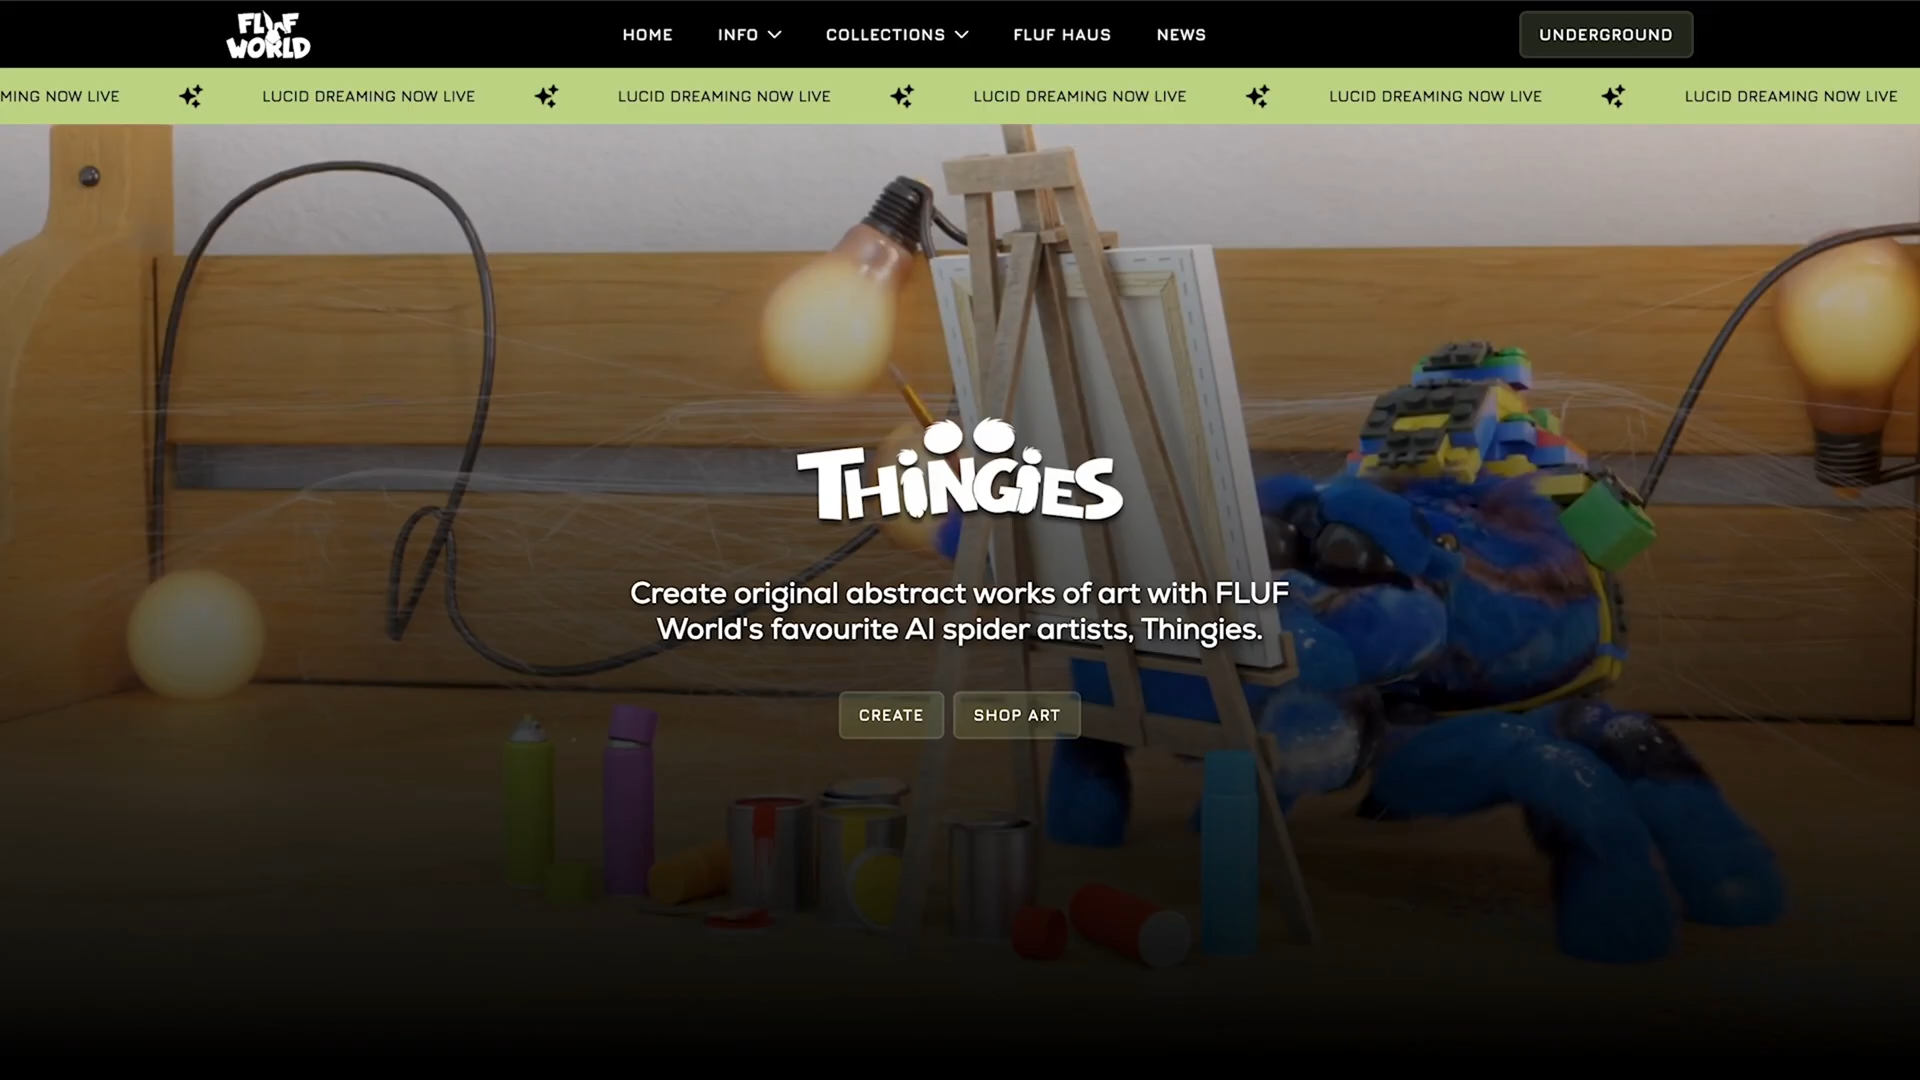 FLUF
WORLD
HOME
INFO
COLLECTIONS
FLUF HAUS
NEWS
UNDERGROUND
MING NOW LIVE
LUCID DREAMING NOW LIVE
LUCID DREAMING NOW LIVE
LUCID DREAMING NOW LIVE
LUCID DREAMING NOW LIVE
LUCID DREAMING NOW LIVE
THINGIES
Create original abstract works of art with FLUF
World's favourite AI spider artists, Thingies.
CREATE
SHOP ART